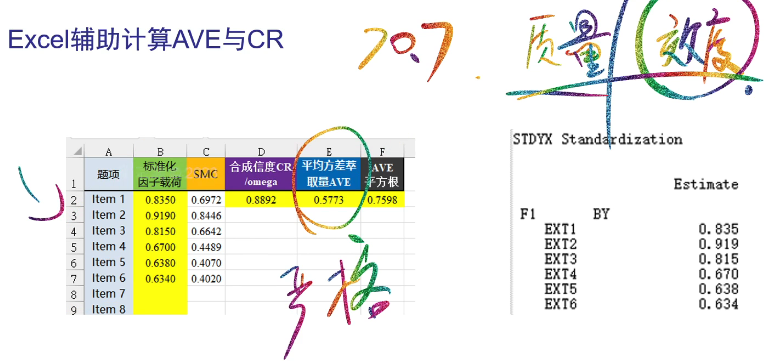 Excel辅助计算AVE与CR
70.7
质量 效度
A B C D E F
1 题项 标准化因子载荷 SMC 合成信度CR/omega 平均方差萃取量AVE AVE平方根
2 Item 1 0.8350 0.6972 0.8892 0.5773 0.7598
3 Item 2 0.9190 0.8446
4 Item 3 0.8150 0.6642
5 Item 4 0.6700 0.4489
6 Item 5 0.6380 0.4070
7 Item 6 0.6340 0.4020
8 Item 7
9 Item 8
严格
STDYX Standardization
Estimate
F1 BY
EXT1 0.835
EXT2 0.919
EXT3 0.815
EXT4 0.670
EXT5 0.638
EXT6 0.634